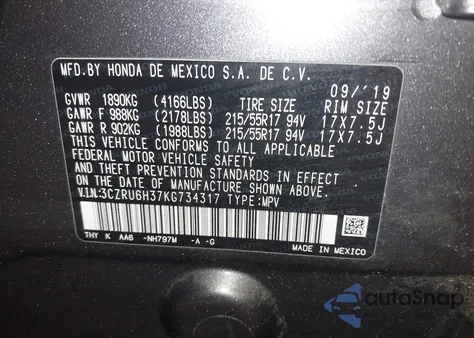 MFD.BY HONDA DE MEXICO S.A. DE C.V.
09/'19
GVWR 1890KG (4166LBS) TIRE SIZE RIM SIZE
GAWR F 988KG (2178LBS) 215/55R17 94V 17X7.5J
GAWR R 902KG (1988LBS) 215/55R17 94V 17X7.5J
THIS VEHICLE CONFORMS TO ALL APPLICABLE
FEDERAL MOTOR VEHICLE SAFETY
AND THEFT PREVENTION STANDARDS IN EFFECT
ON THE DATE OF MANUFACTURE SHOWN ABOVE.
V.I.N:3CZRU6H37KG734317 TYPE:MPV
THY K AA6 -NH797M -A -G
MADE IN MEXICO
autoSnap